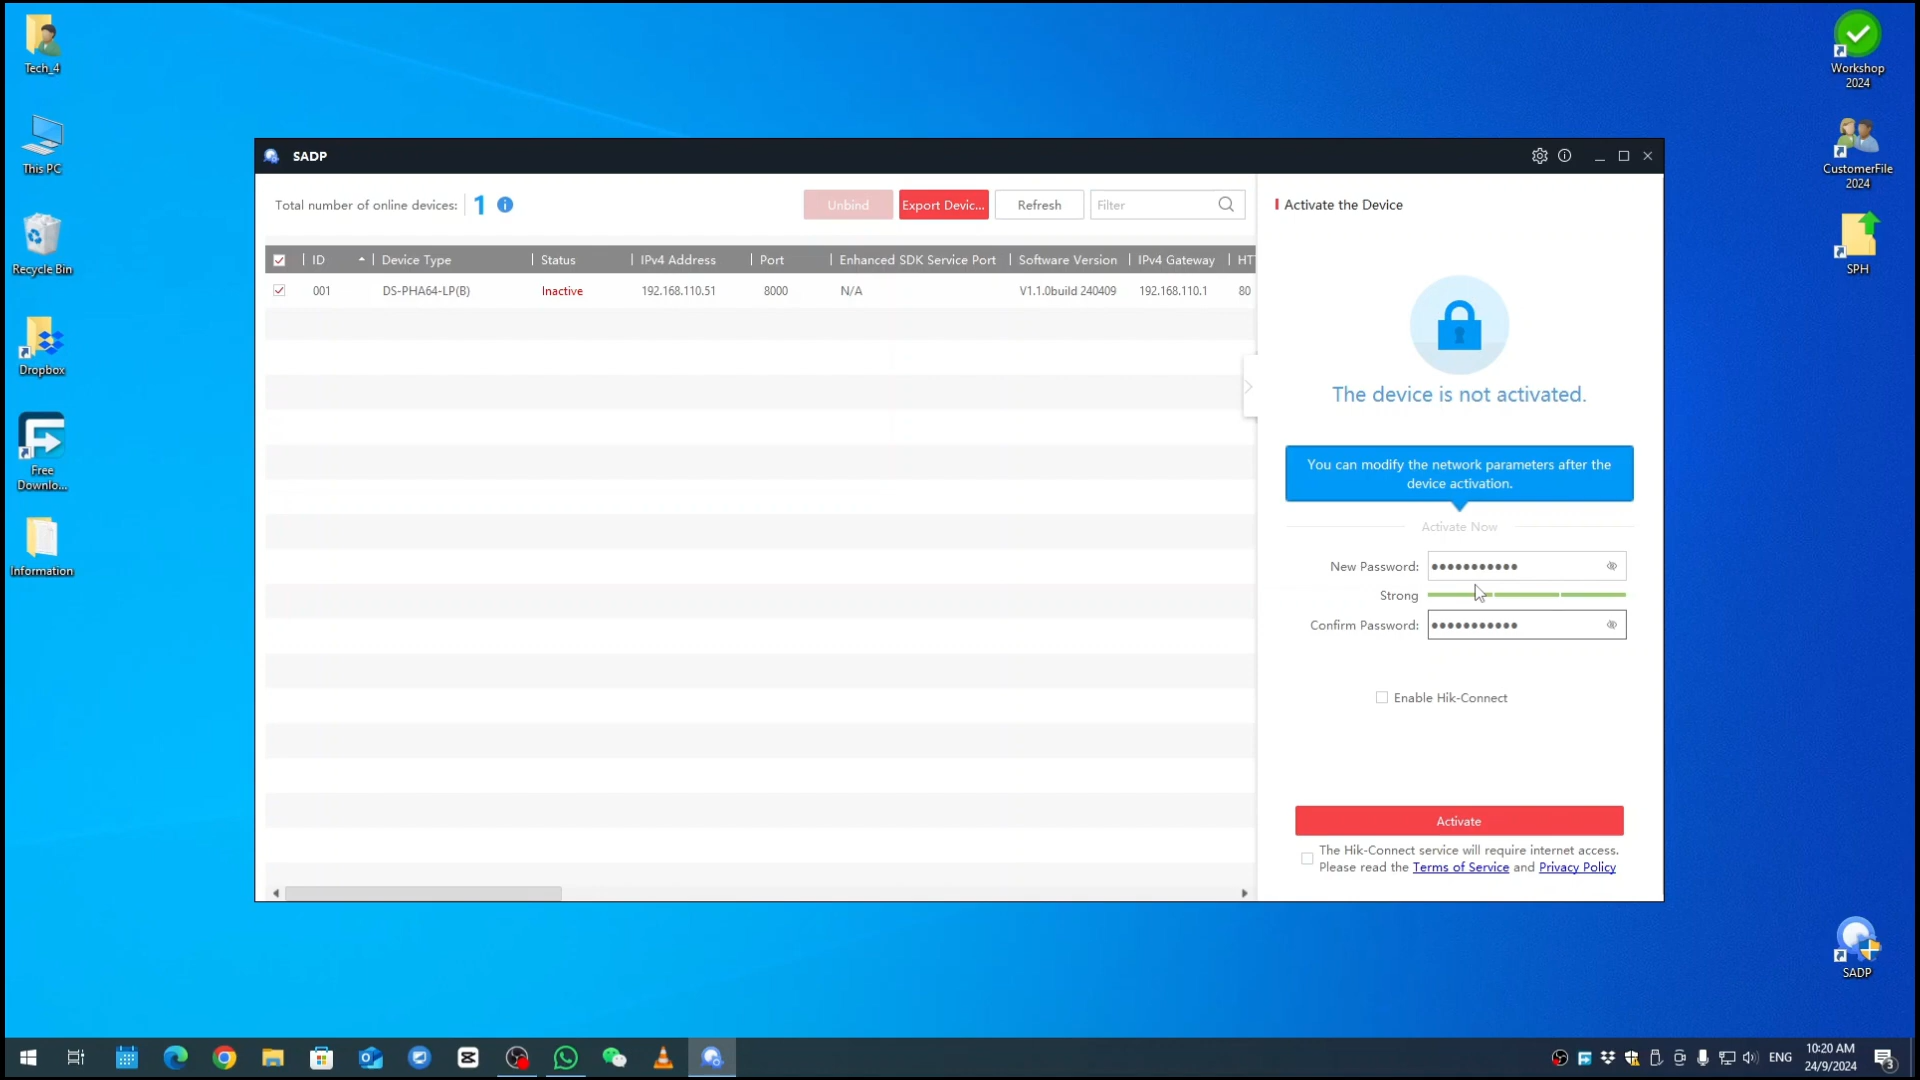 Tech_4
This PC
Recycle Bin
Dropbox
Free
Downlo...
Information
Workshop
2024
CustomerFile
2024
SPH
SADP
SADP
Total number of online devices: 1
Unbind
Export Devic...
Refresh
Filter
ID Device Type Status IPv4 Address Port Enhanced SDK Service Port Software Version IPv4 Gateway HT
001 DS-PHA64-LP(B) Inactive 192.168.110.51 8000 N/A V1.1.0build 240409 192.168.110.1 80
Activate the Device
The device is not activated.
You can modify the network parameters after the
device activation.
Activate Now
New Password: ●●●●●●●●●●●
Strong
Confirm Password: ●●●●●●●●●●●
Enable Hik-Connect
Activate
The Hik-Connect service will require internet access.
Please read the Terms of Service and Privacy Policy
ENG
10:20 AM
24/9/2024
3